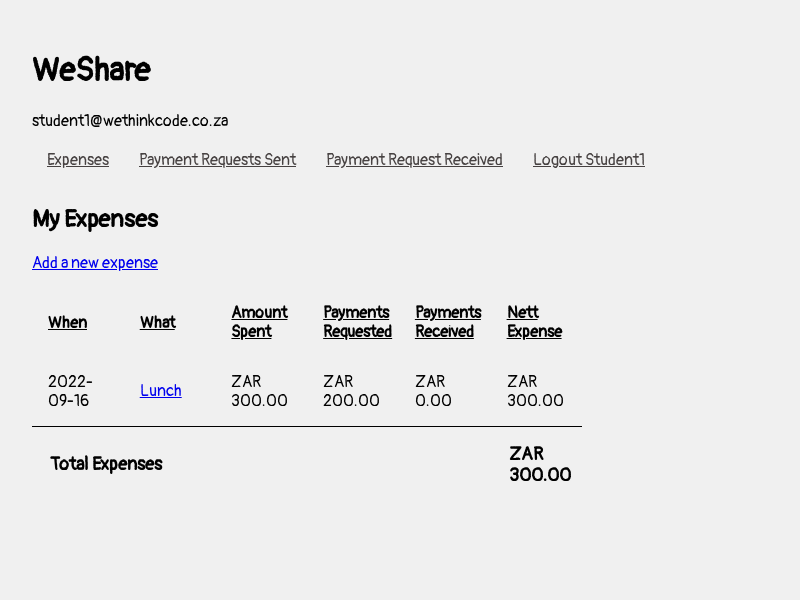 WeShare
student1@wethinkcode.co.za
Expenses Payment Requests Sent Payment Request Received Logout Student1
My Expenses
Add a new expense
When What Amount Spent Payments Requested Payments Received Nett Expense
2022-09-16 Lunch ZAR 300.00 ZAR 200.00 ZAR 0.00 ZAR 300.00
Total Expenses ZAR 300.00